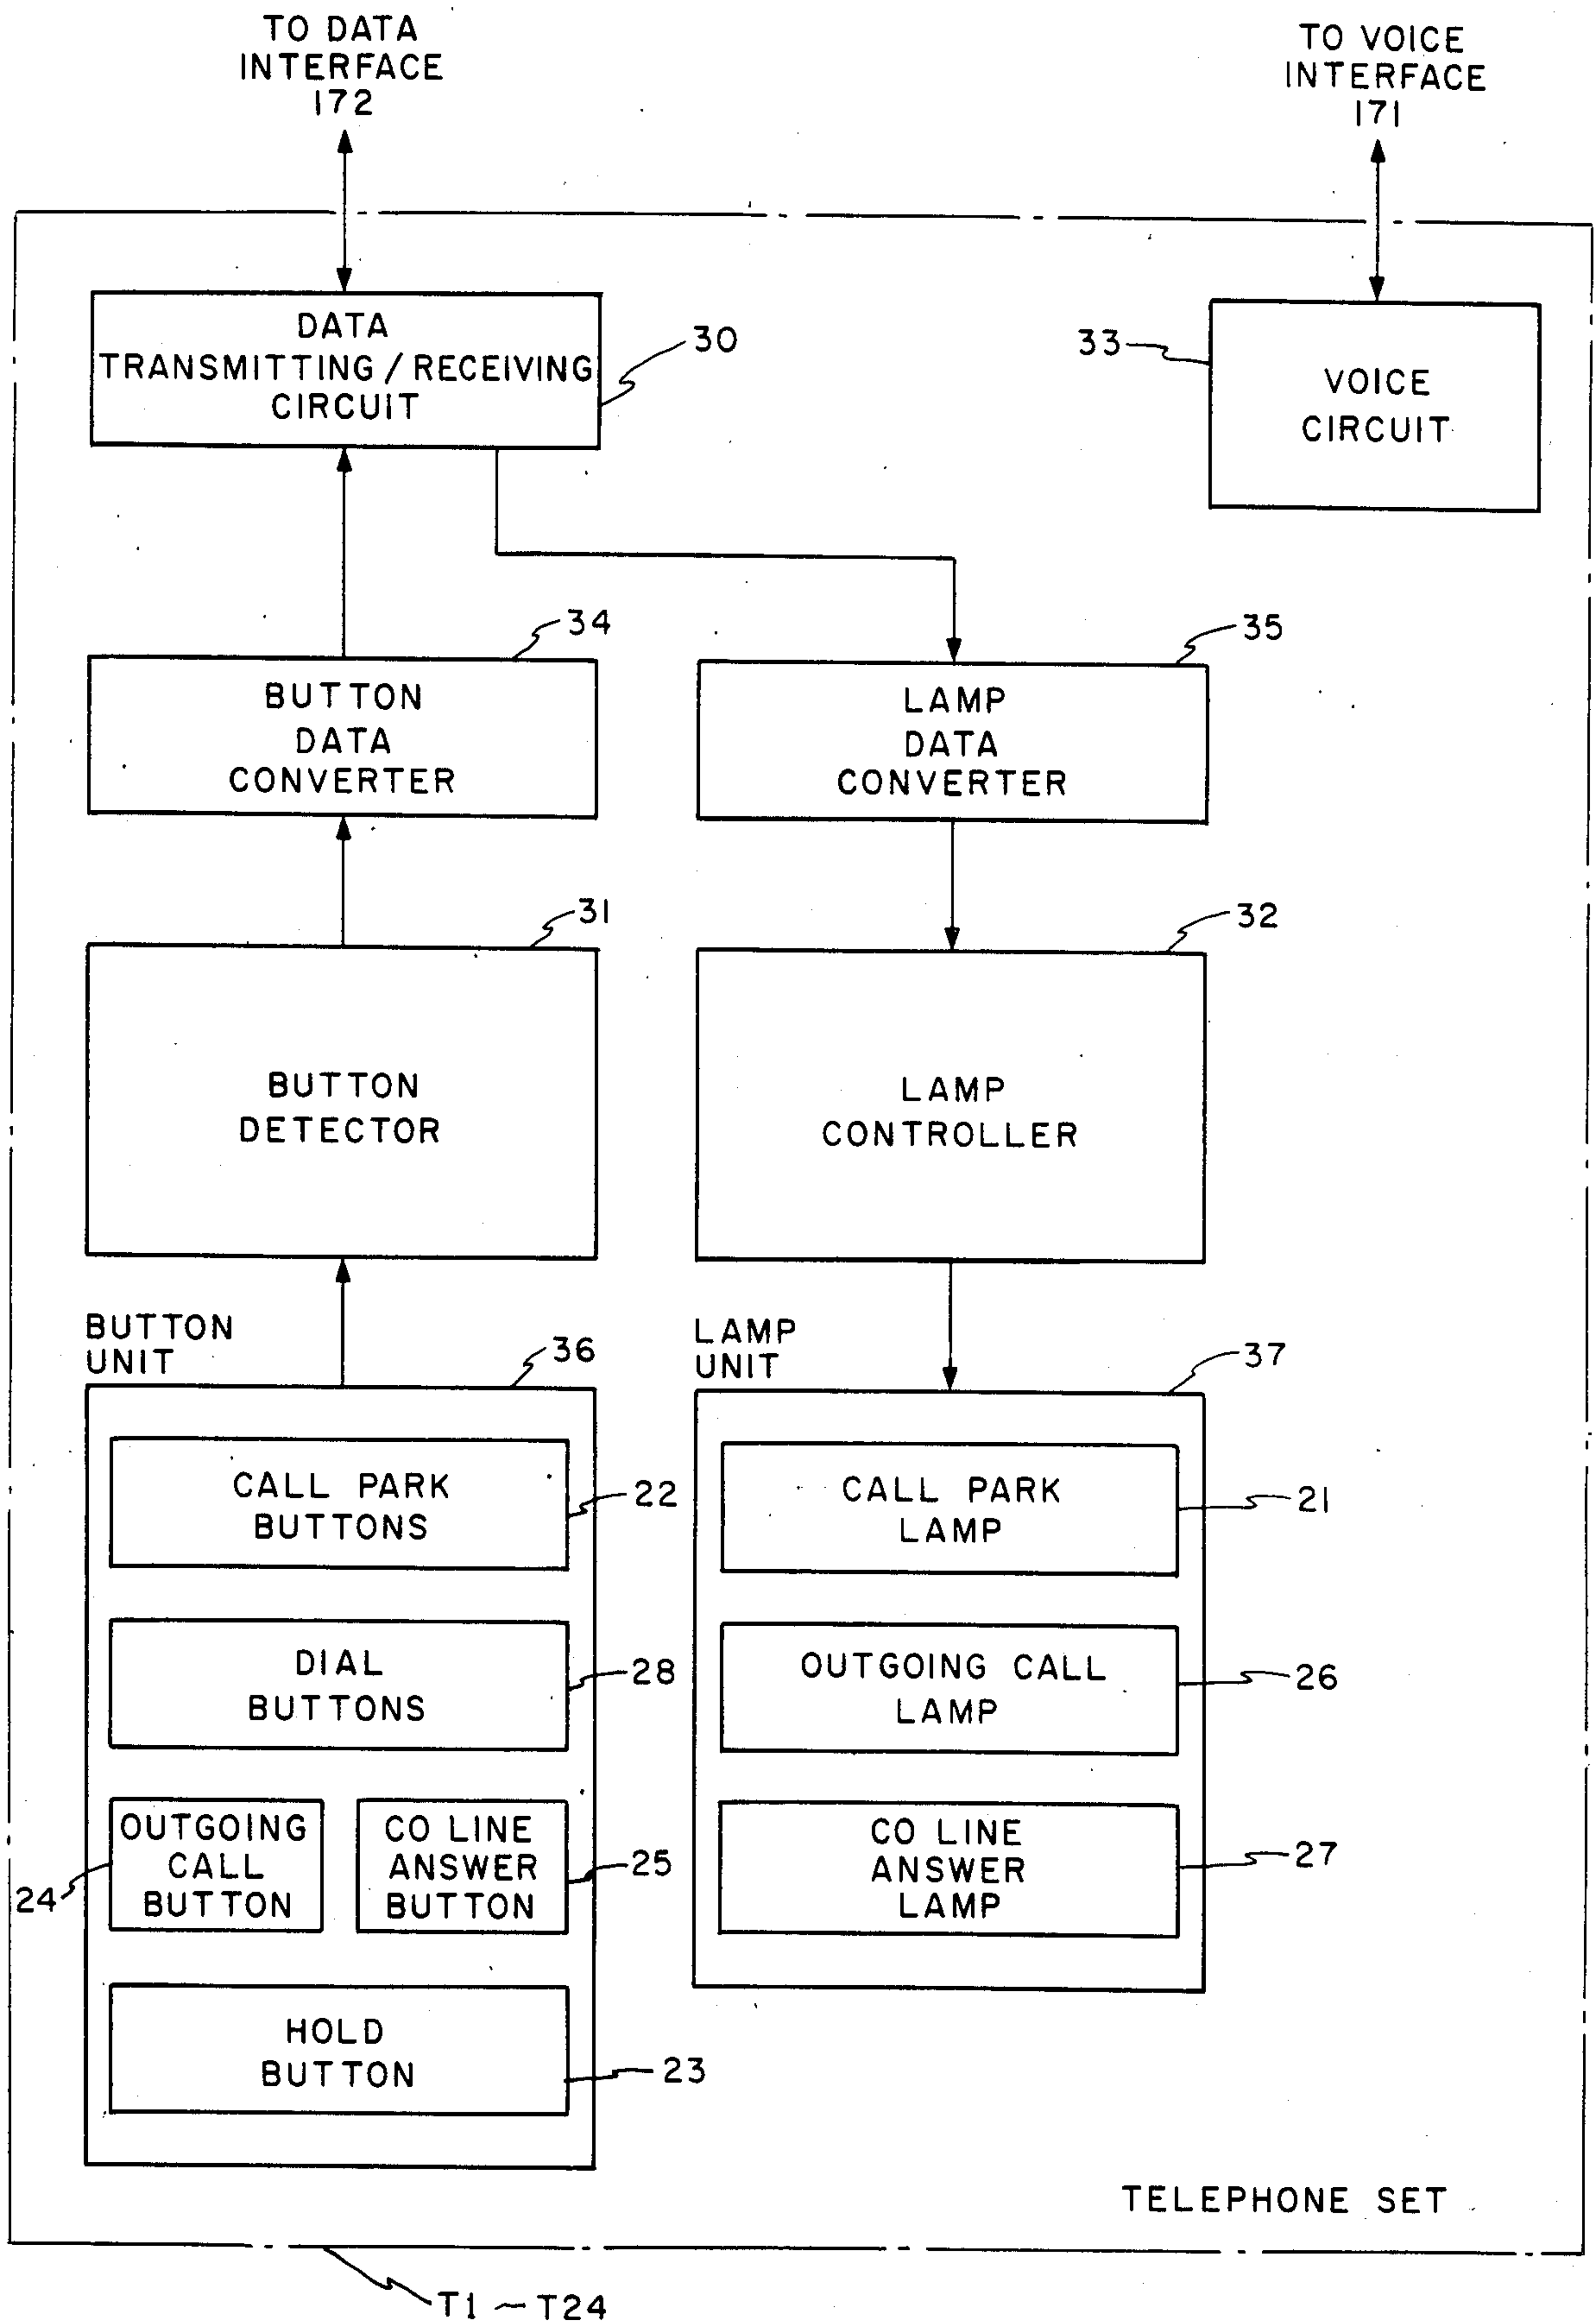 TO DATA
INTERFACE
172
TO VOICE
INTERFACE
171
DATA
TRANSMITTING / RECEIVING
CIRCUIT
30
33
VOICE
CIRCUIT
34
BUTTON
DATA
CONVERTER
35
LAMP
DATA
CONVERTER
31
BUTTON
DETECTOR
32
LAMP
CONTROLLER
BUTTON
UNIT
36
LAMP
UNIT
37
CALL PARK
BUTTONS
22
CALL PARK
LAMP
21
DIAL
BUTTONS
28
OUTGOING CALL
LAMP
26
OUTGOING
CALL
BUTTON
24
CO LINE
ANSWER
BUTTON
25
CO LINE
ANSWER
LAMP
27
HOLD
BUTTON
23
TELEPHONE SET
T1 ~ T24